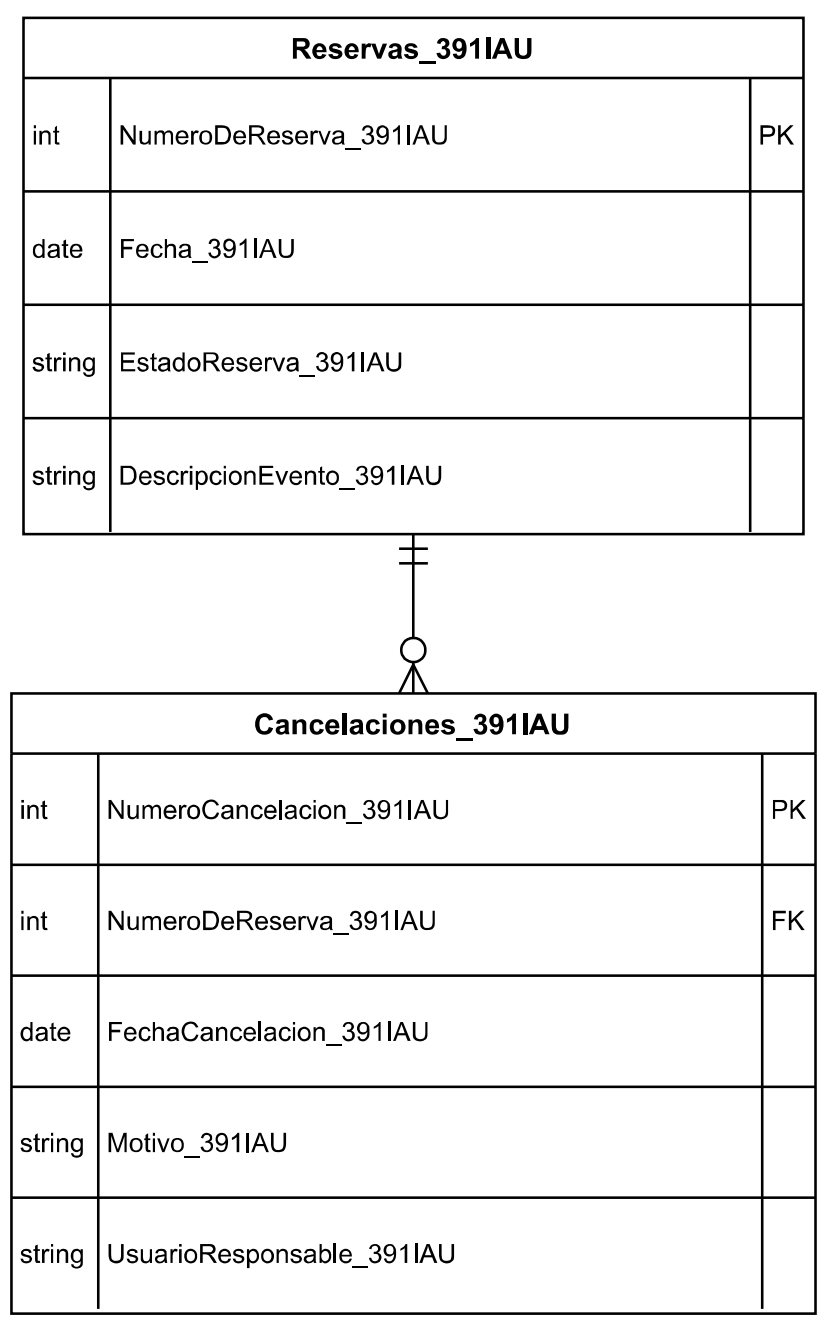 Reservas_391IAU
int NumeroDeReserva_391IAU PK
date Fecha_391IAU
string EstadoReserva_391IAU
string DescripcionEvento_391IAU
Cancelaciones_391IAU
int NumeroCancelacion_391IAU PK
int NumeroDeReserva_391IAU FK
date FechaCancelacion_391IAU
string Motivo_391IAU
string UsuarioResponsable_391IAU